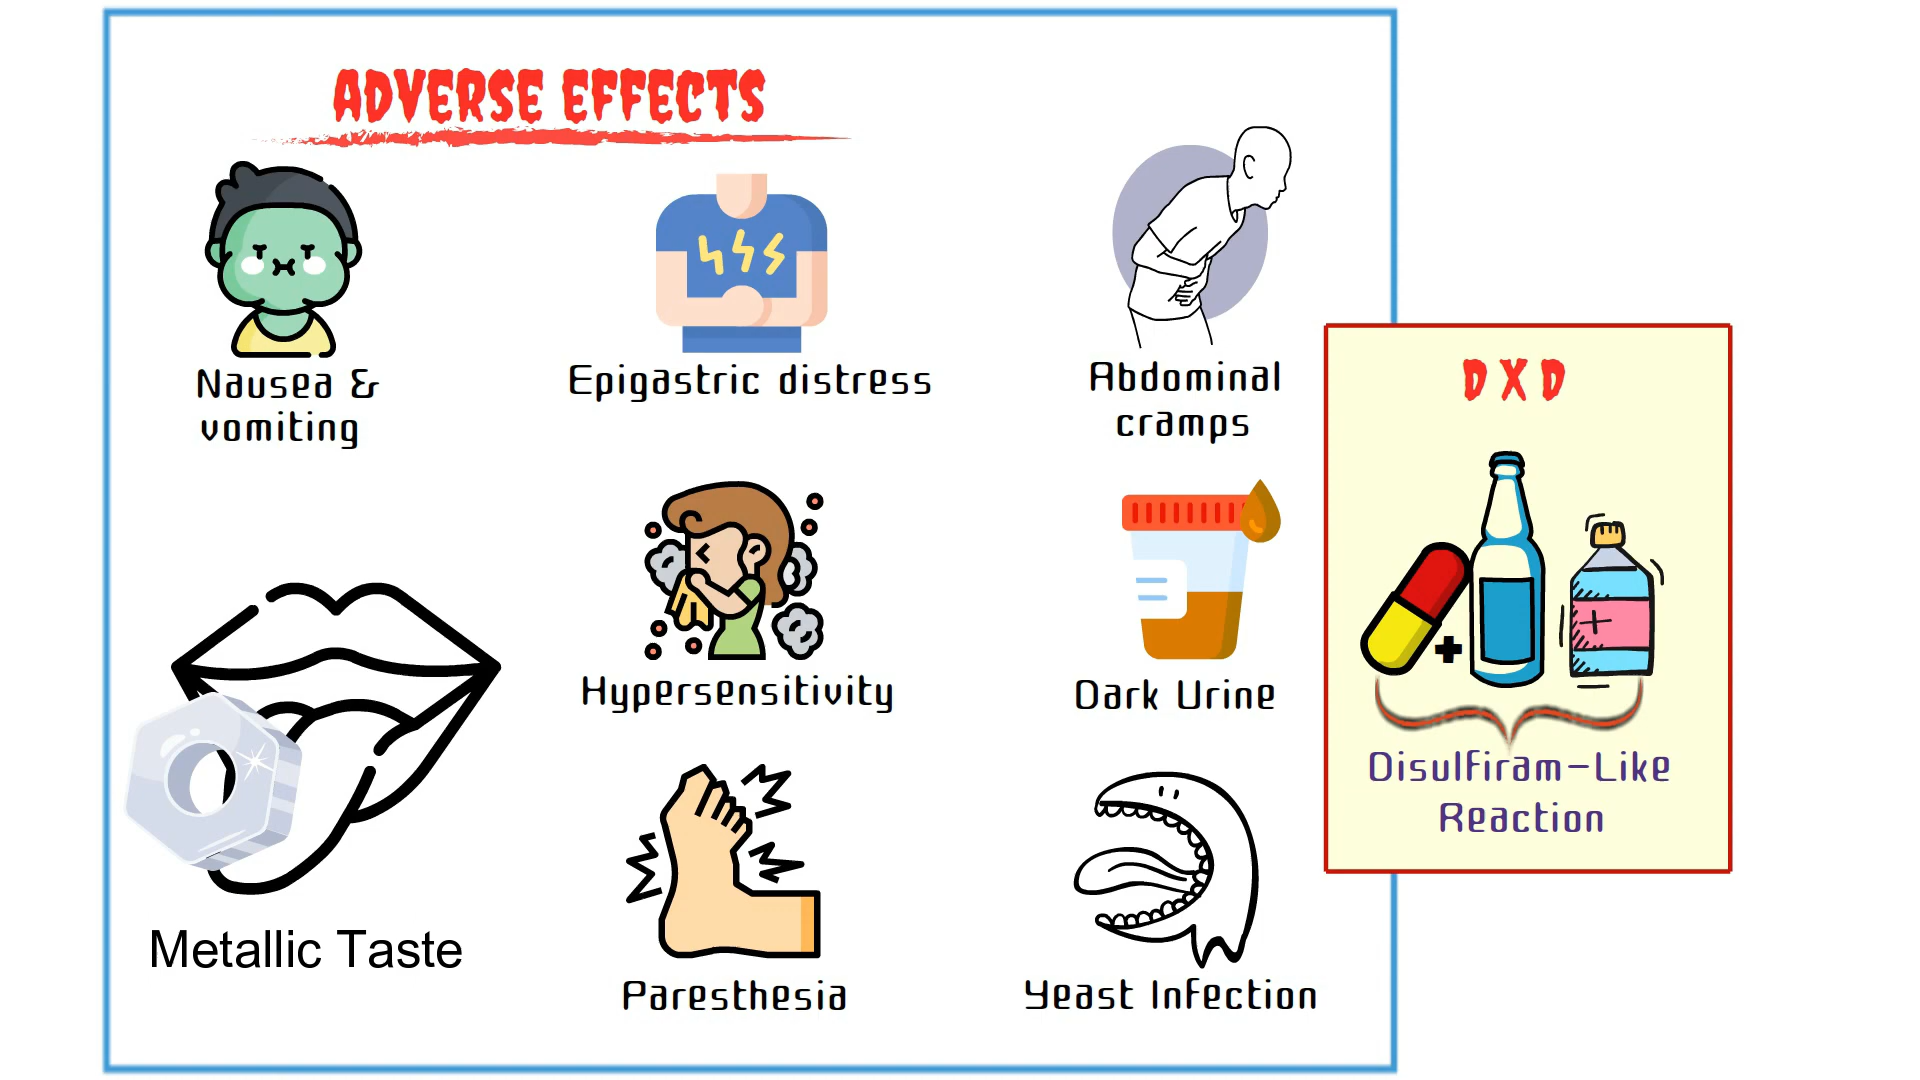 ADVERSE EFFECTS
Nausea &
vomiting
Epigastric distress
Abdominal
cramps
Metallic Taste
Hypersensitivity
Dark Urine
Paresthesia
Yeast Infection
D X D
Disulfiram-Like
Reaction